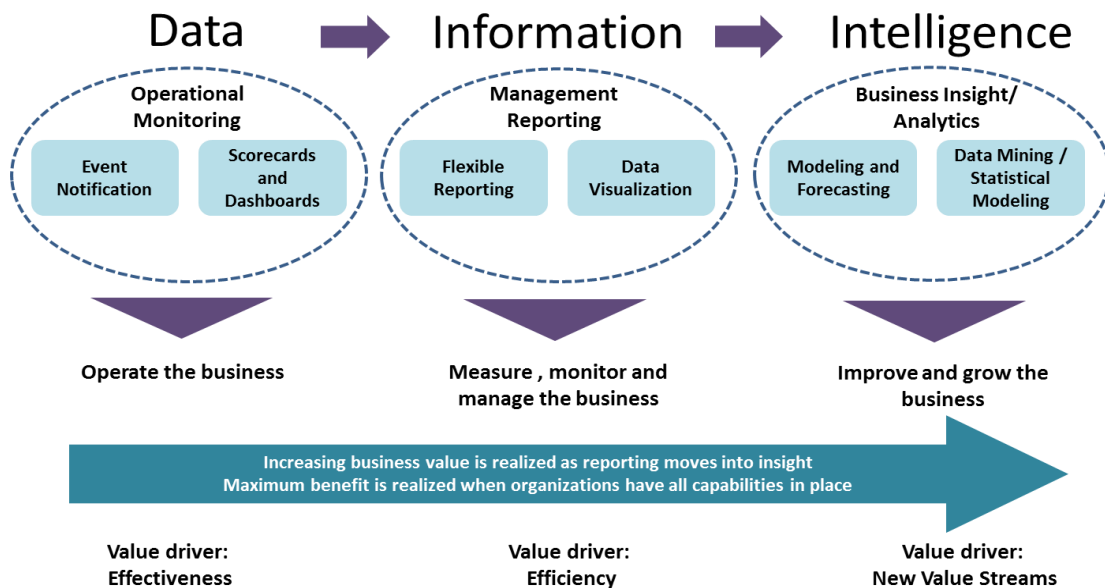 Data
Information
Intelligence
Operational
Monitoring
Event
Notification
Scorecards
and
Dashboards
Management
Reporting
Flexible
Reporting
Data
Visualization
Business Insight/
Analytics
Modeling and
Forecasting
Data Mining /
Statistical
Modeling
Operate the business
Measure , monitor and
manage the business
Improve and grow the
business
Increasing business value is realized as reporting moves into insight
Maximum benefit is realized when organizations have all capabilities in place
Value driver:
Effectiveness
Value driver:
Efficiency
Value driver:
New Value Streams